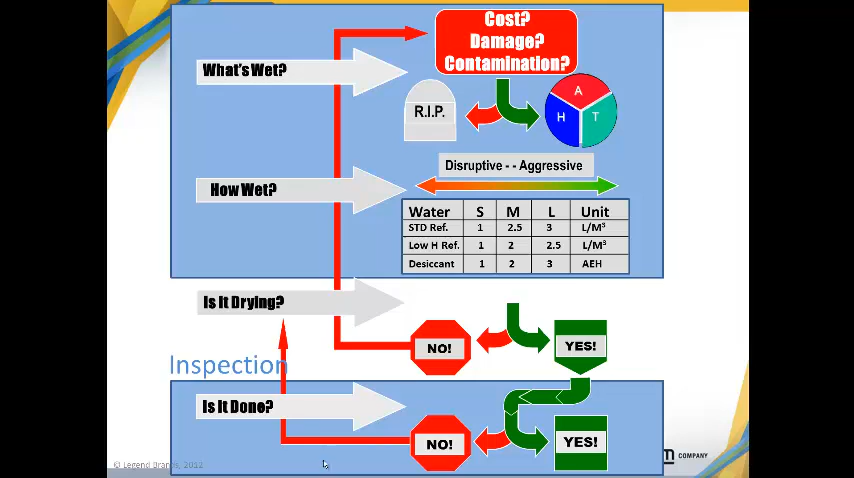 Cost?
Damage?
Contamination?
What's Wet?
R.I.P.
A
H T
Disruptive - - Aggressive
How Wet?
Water S M L Unit
STD Ref. 1 2.5 3 L/M³
Low H Ref. 1 2 2.5 L/M³
Desiccant 1 2 3 AEH
Is It Drying?
NO! YES!
Inspection
Is It Done?
NO! YES!
© Legend Brands, 2013
m COMPANY